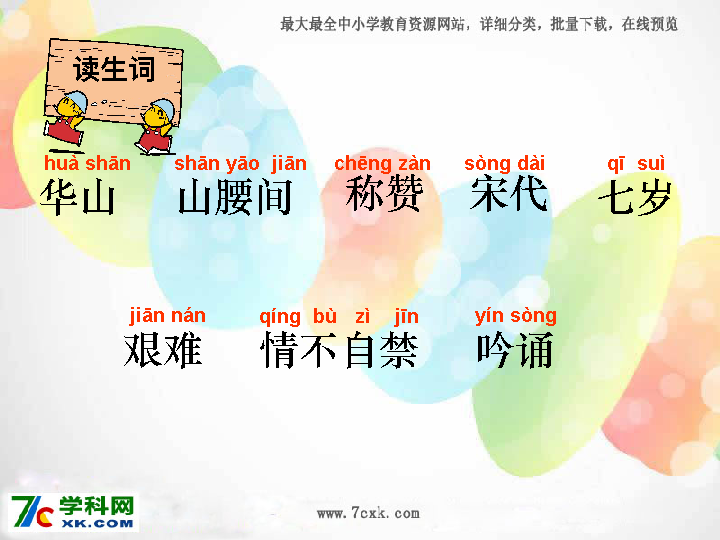 最大最全中小学教育资源网站，详细分类，批量下载，在线预览
读生词
huà shān shān yāo jiān chēng zàn sòng dài qī suì
华山 山腰间 称赞 宋代 七岁
jiān nán qíng bù zì jīn yín sòng
艰难 情不自禁 吟诵
7C学科网
XK.COM
www.7cxk.com